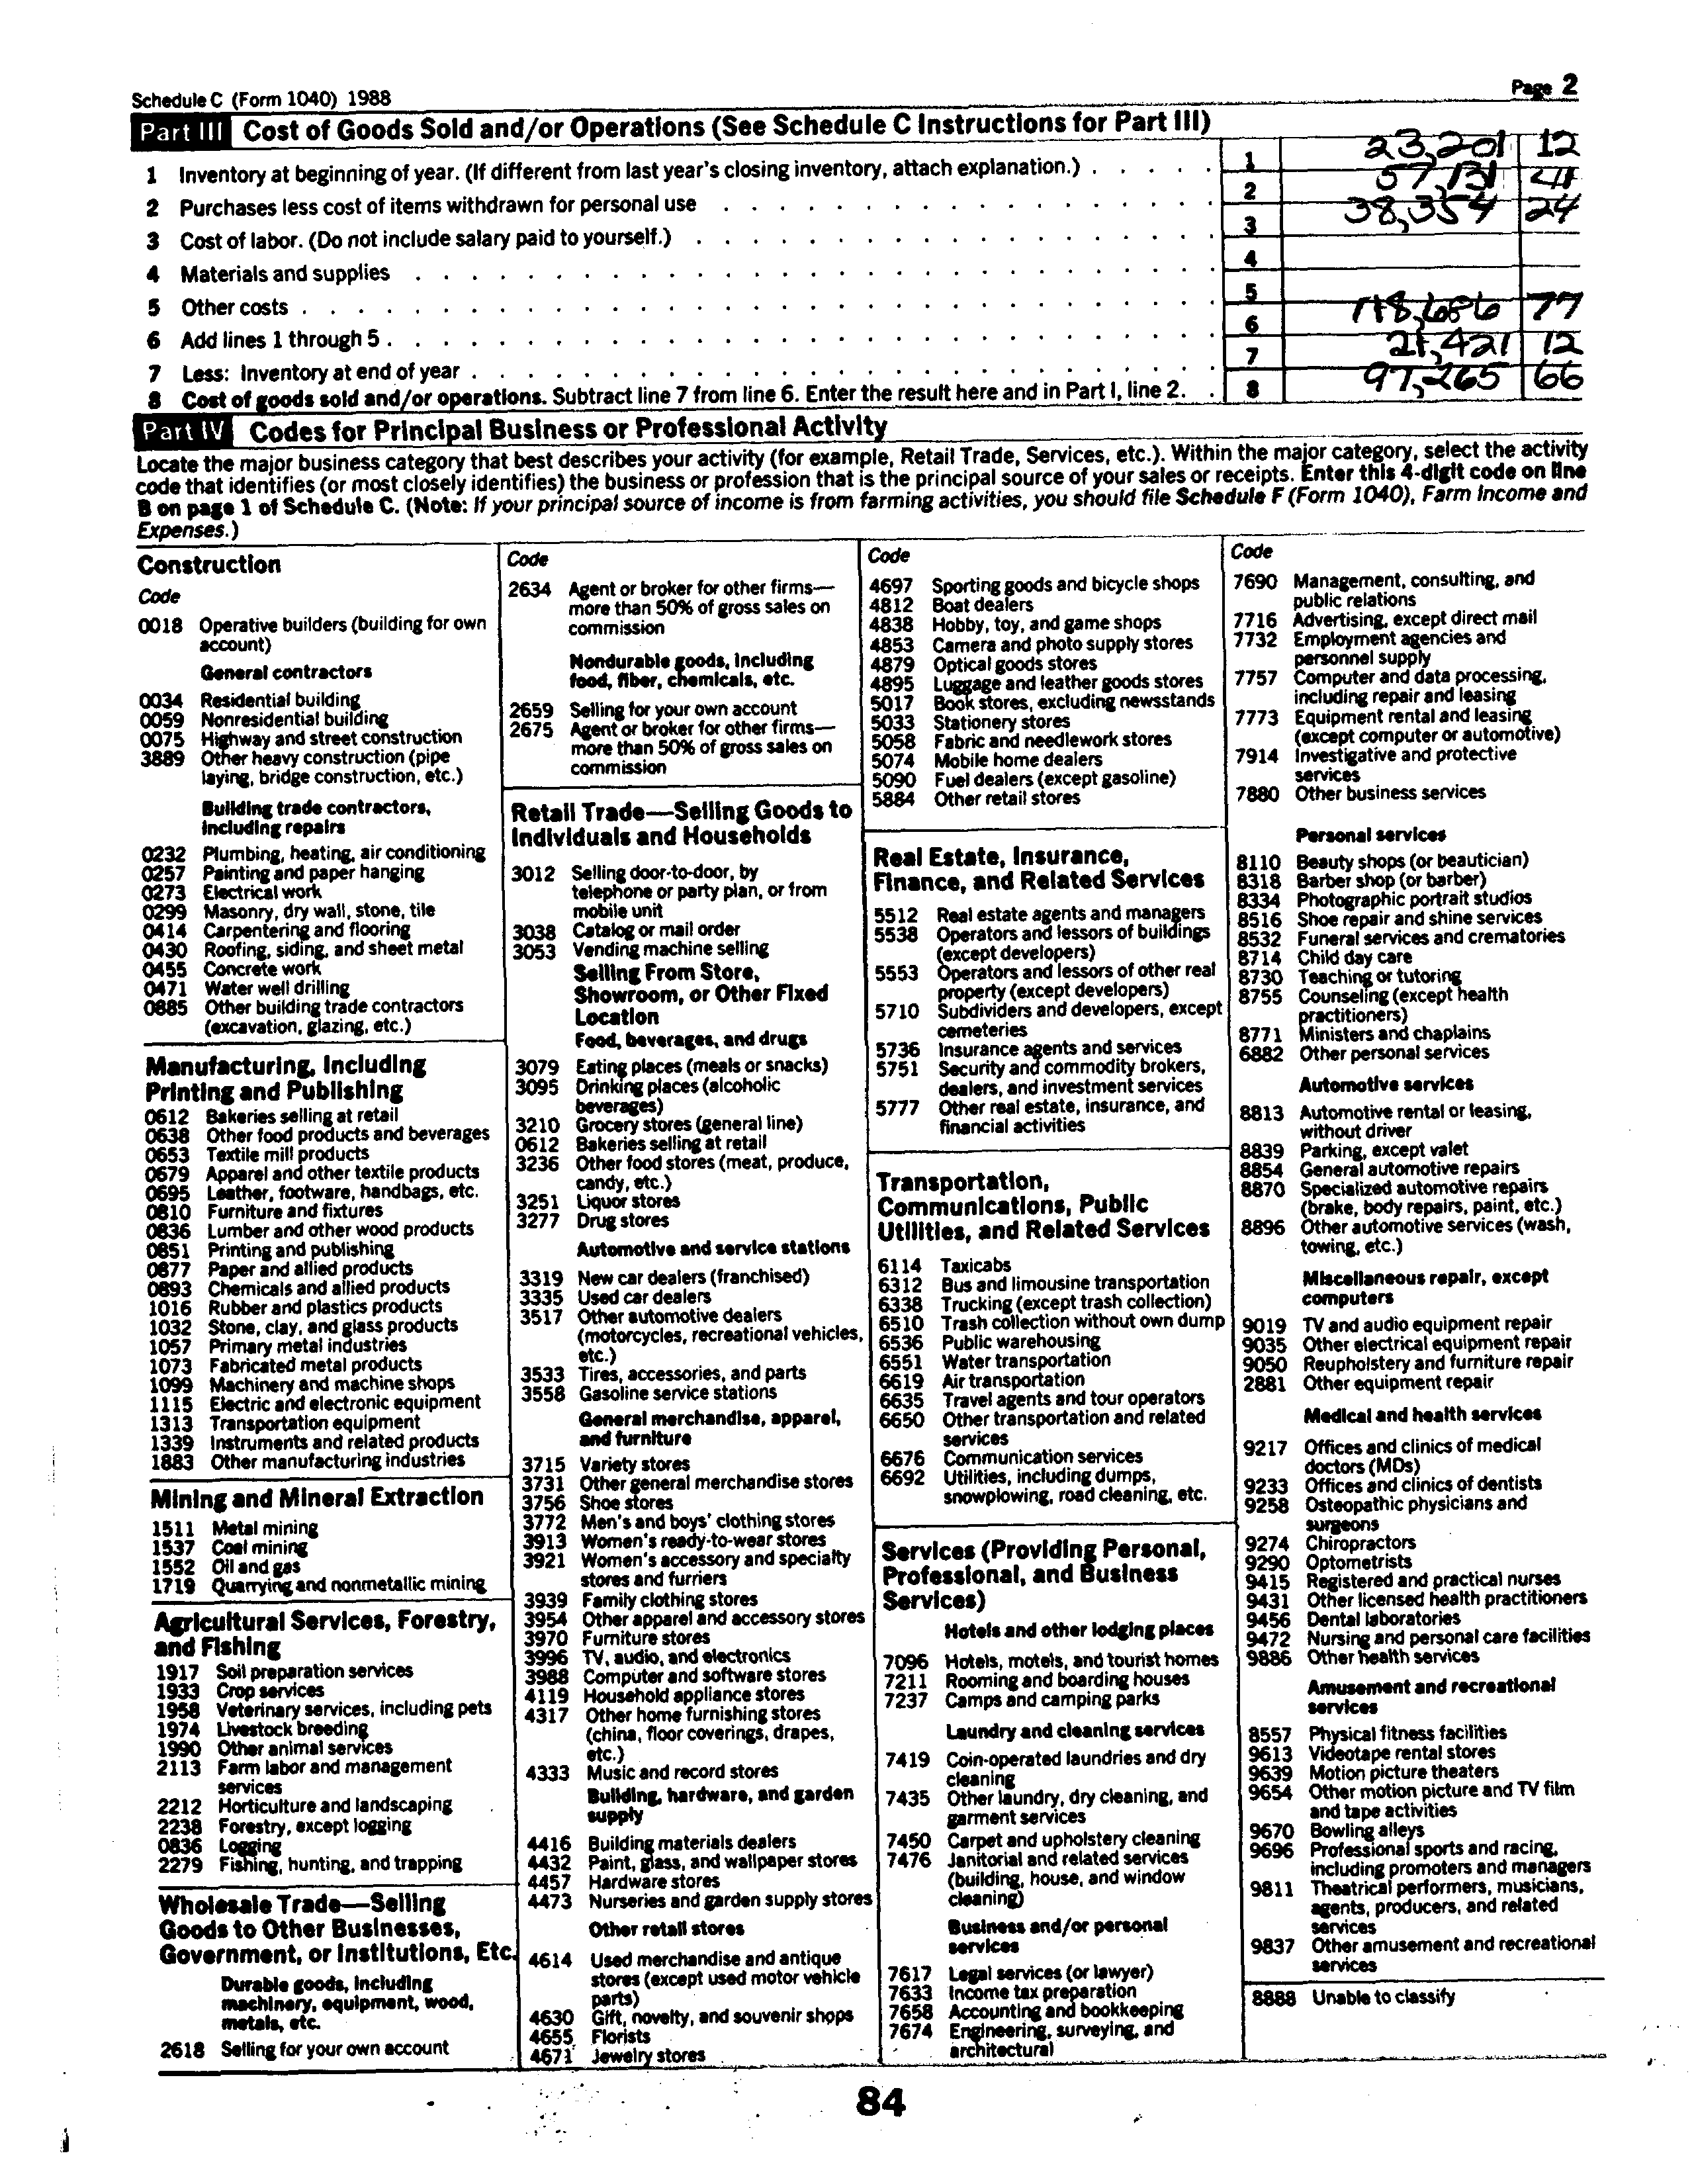 Schedule C (Form 1040) 1988 Page 2
Part III Cost of Goods Sold and/or Operations (See Schedule C Instructions for Part III)
1 Inventory at beginning of year. (If different from last year's closing inventory, attach explanation.) . . . . . 1 23,201 12
2 Purchases less cost of items withdrawn for personal use 2 57,131 41
3 Cost of labor. (Do not include salary paid to yourself.) 3 38,354 24
4 Materials and supplies 4
5 Other costs 5
6 Add lines 1 through 5 6 118,686 77
7 Less: Inventory at end of year 7 21,421 12
8 Cost of goods sold and/or operations. Subtract line 7 from line 6. Enter the result here and in Part I, line 2. . 8 97,265 66
Part IV Codes for Principal Business or Professional Activity
Locate the major business category that best describes your activity (for example, Retail Trade, Services, etc.). Within the major category, select the activity
code that identifies (or most closely identifies) the business or profession that is the principal source of your sales or receipts. Enter this 4-digit code on line
B on page 1 of Schedule C. (Note: If your principal source of income is from farming activities, you should file Schedule F (Form 1040), Farm Income and
Expenses.)
Construction
Code
0018 Operative builders (building for own
account)
General contractors
0034 Residential building
0059 Nonresidential building
0075 Highway and street construction
3889 Other heavy construction (pipe
laying, bridge construction, etc.)
Building trade contractors,
including repairs
0232 Plumbing, heating, air conditioning
0257 Painting and paper hanging
0273 Electrical work
0299 Masonry, dry wall, stone, tile
0414 Carpentering and flooring
0430 Roofing, siding, and sheet metal
0455 Concrete work
0471 Water well drilling
0885 Other building trade contractors
(excavation, glazing, etc.)
Manufacturing, Including
Printing and Publishing
0612 Bakeries selling at retail
0638 Other food products and beverages
0653 Textile mill products
0679 Apparel and other textile products
0695 Leather, footware, handbags, etc.
0810 Furniture and fixtures
0836 Lumber and other wood products
0851 Printing and publishing
0877 Paper and allied products
0893 Chemicals and allied products
1016 Rubber and plastics products
1032 Stone, clay, and glass products
1057 Primary metal industries
1073 Fabricated metal products
1099 Machinery and machine shops
1115 Electric and electronic equipment
1313 Transportation equipment
1339 Instruments and related products
1883 Other manufacturing industries
Mining and Mineral Extraction
1511 Metal mining
1537 Coal mining
1552 Oil and gas
1719 Quarrying and nonmetallic mining
Agricultural Services, Forestry,
and Fishing
1917 Soil preparation services
1933 Crop services
1958 Veterinary services, including pets
1974 Livestock breeding
1990 Other animal services
2113 Farm labor and management
services
2212 Horticulture and landscaping
2238 Forestry, except logging
0836 Logging
2279 Fishing, hunting, and trapping
Wholesale Trade—Selling
Goods to Other Businesses,
Government, or Institutions, Etc.
Durable goods, including
machinery, equipment, wood,
metals, etc.
2618 Selling for your own account
Code
2634 Agent or broker for other firms—
more than 50% of gross sales on
commission
Nondurable goods, including
food, fiber, chemicals, etc.
2659 Selling for your own account
2675 Agent or broker for other firms—
more than 50% of gross sales on
commission
Retail Trade—Selling Goods to
Individuals and Households
3012 Selling door-to-door, by
telephone or party plan, or from
mobile unit
3038 Catalog or mail order
3053 Vending machine selling
Selling From Store,
Showroom, or Other Fixed
Location
Food, beverages, and drugs
3079 Eating places (meals or snacks)
3095 Drinking places (alcoholic
beverages)
3210 Grocery stores (general line)
0612 Bakeries selling at retail
3236 Other food stores (meat, produce,
candy, etc.)
3251 Liquor stores
3277 Drug stores
Automotive and service stations
3319 New car dealers (franchised)
3335 Used car dealers
3517 Other automotive dealers
(motorcycles, recreational vehicles,
etc.)
3533 Tires, accessories, and parts
3558 Gasoline service stations
General merchandise, apparel,
and furniture
3715 Variety stores
3731 Other general merchandise stores
3756 Shoe stores
3772 Men's and boys' clothing stores
3913 Women's ready-to-wear stores
3921 Women's accessory and specialty
stores and furriers
3939 Family clothing stores
3954 Other apparel and accessory stores
3970 Furniture stores
3996 TV, audio, and electronics
3988 Computer and software stores
4119 Household appliance stores
4317 Other home furnishing stores
(china, floor coverings, drapes,
etc.)
4333 Music and record stores
Building, hardware, and garden
supply
4416 Building materials dealers
4432 Paint, glass, and wallpaper stores
4457 Hardware stores
4473 Nurseries and garden supply stores
Other retail stores
4614 Used merchandise and antique
stores (except used motor vehicle
parts)
4630 Gift, novelty, and souvenir shops
4655 Florists
4671 Jewelry stores
Code
4697 Sporting goods and bicycle shops
4812 Boat dealers
4838 Hobby, toy, and game shops
4853 Camera and photo supply stores
4879 Optical goods stores
4895 Luggage and leather goods stores
5017 Book stores, excluding newsstands
5033 Stationery stores
5058 Fabric and needlework stores
5074 Mobile home dealers
5090 Fuel dealers (except gasoline)
5884 Other retail stores
Real Estate, Insurance,
Finance, and Related Services
5512 Real estate agents and managers
5538 Operators and lessors of buildings
(except developers)
5553 Operators and lessors of other real
property (except developers)
5710 Subdividers and developers, except
cemeteries
5736 Insurance agents and services
5751 Security and commodity brokers,
dealers, and investment services
5777 Other real estate, insurance, and
financial activities
Transportation,
Communications, Public
Utilities, and Related Services
6114 Taxicabs
6312 Bus and limousine transportation
6338 Trucking (except trash collection)
6510 Trash collection without own dump
6536 Public warehousing
6551 Water transportation
6619 Air transportation
6635 Travel agents and tour operators
6650 Other transportation and related
services
6676 Communication services
6692 Utilities, including dumps,
snowplowing, road cleaning, etc.
Services (Providing Personal,
Professional, and Business
Services)
Hotels and other lodging places
7096 Hotels, motels, and tourist homes
7211 Rooming and boarding houses
7237 Camps and camping parks
Laundry and cleaning services
7419 Coin-operated laundries and dry
cleaning
7435 Other laundry, dry cleaning, and
garment services
7450 Carpet and upholstery cleaning
7476 Janitorial and related services
(building, house, and window
cleaning)
Business and/or personal
services
7617 Legal services (or lawyer)
7633 Income tax preparation
7658 Accounting and bookkeeping
7674 Engineering, surveying, and
architectural
Code
7690 Management, consulting, and
public relations
7716 Advertising, except direct mail
7732 Employment agencies and
personnel supply
7757 Computer and data processing,
including repair and leasing
7773 Equipment rental and leasing
(except computer or automotive)
7914 Investigative and protective
services
7880 Other business services
Personal services
8110 Beauty shops (or beautician)
8318 Barber shop (or barber)
8334 Photographic portrait studios
8516 Shoe repair and shine services
8532 Funeral services and crematories
8714 Child day care
8730 Teaching or tutoring
8755 Counseling (except health
practitioners)
8771 Ministers and chaplains
6882 Other personal services
Automotive services
8813 Automotive rental or leasing,
without driver
8839 Parking, except valet
8854 General automotive repairs
8870 Specialized automotive repairs
(brake, body repairs, paint, etc.)
8896 Other automotive services (wash,
towing, etc.)
Miscellaneous repair, except
computers
9019 TV and audio equipment repair
9035 Other electrical equipment repair
9050 Reupholstery and furniture repair
2881 Other equipment repair
Medical and health services
9217 Offices and clinics of medical
doctors (MDs)
9233 Offices and clinics of dentists
9258 Osteopathic physicians and
surgeons
9274 Chiropractors
9290 Optometrists
9415 Registered and practical nurses
9431 Other licensed health practitioners
9456 Dental laboratories
9472 Nursing and personal care facilities
9886 Other health services
Amusement and recreational
services
8557 Physical fitness facilities
9613 Videotape rental stores
9639 Motion picture theaters
9654 Other motion picture and TV film
and tape activities
9670 Bowling alleys
9696 Professional sports and racing,
including promoters and managers
9811 Theatrical performers, musicians,
agents, producers, and related
services
9837 Other amusement and recreational
services
8888 Unable to classify
84